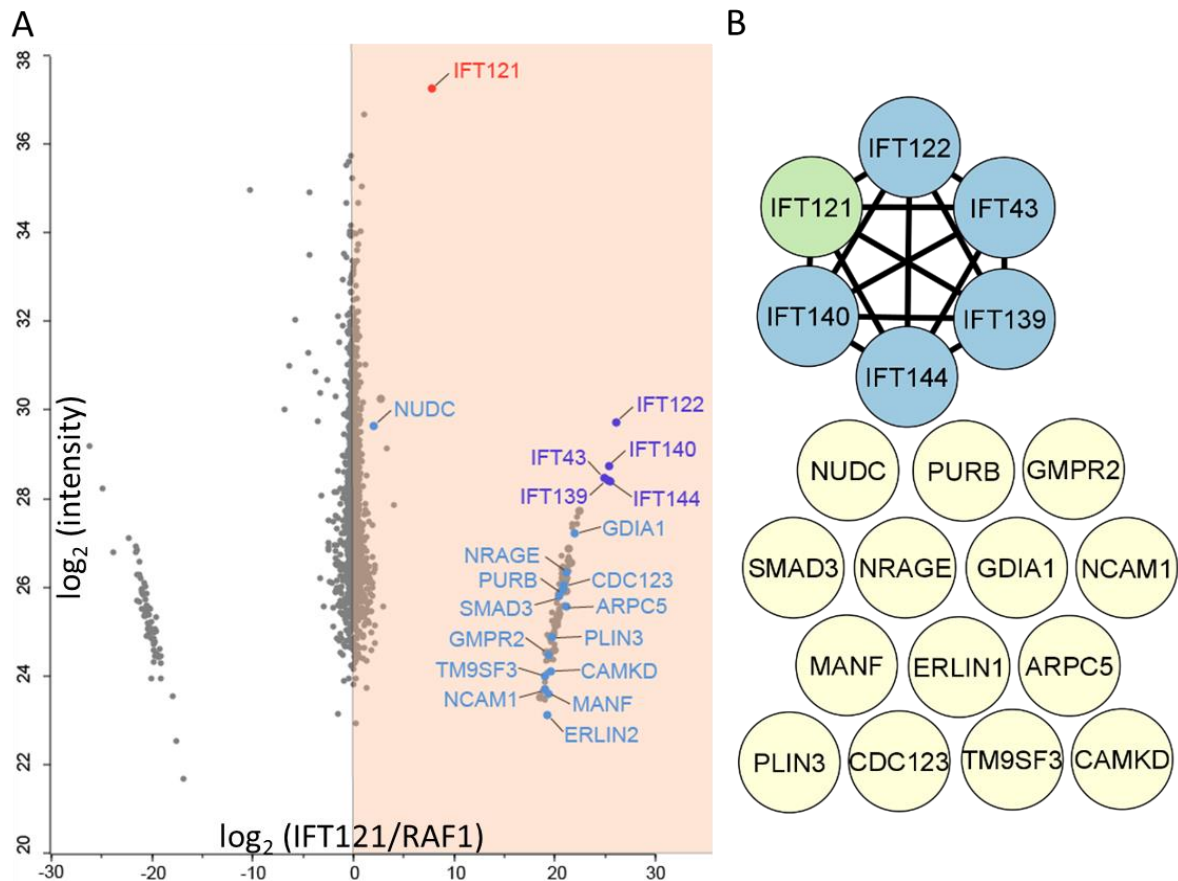 A
B
38
36
34
32
30
28
26
24
22
20
log2 (intensity)
-30
-20
-10
0
10
20
30
log2 (IFT121/RAF1)
IFT121
NUDC
IFT122
IFT140
IFT43
IFT139
IFT144
GDIA1
NRAGE
PURB
CDC123
SMAD3
ARPC5
GMPR2
PLIN3
TM9SF3
CAMKD
NCAM1
MANF
ERLIN2
IFT122
IFT121
IFT43
IFT140
IFT139
IFT144
NUDC
PURB
GMPR2
SMAD3
NRAGE
GDIA1
NCAM1
MANF
ERLIN1
ARPC5
PLIN3
CDC123
TM9SF3
CAMKD